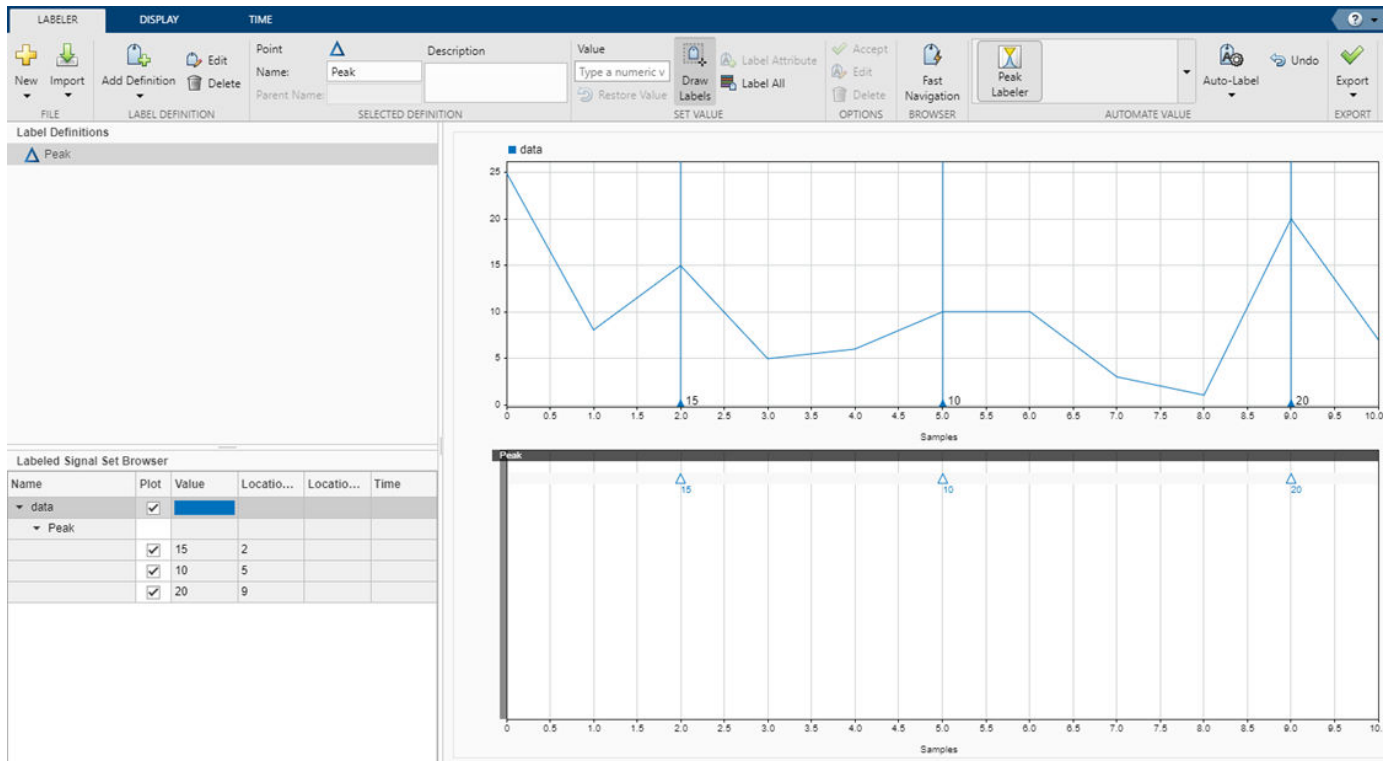 LABELER DISPLAY TIME
New
Import
FILE
Add Definition
Edit
Delete
LABEL DEFINITION
Point
Name: Peak
Parent Name:
Description
SELECTED DEFINITION
Value
Type a numeric v
Restore Value
Draw
Labels
Label Attribute
Label All
SET VALUE
Accept
Edit
Delete
OPTIONS
Fast
Navigation
BROWSER
Peak
Labeler
Auto-Label
Undo
AUTOMATE VALUE
Export
EXPORT
?
Label Definitions
Peak
Labeled Signal Set Browser
Name Plot Value Locatio... Locatio... Time
data
Peak
15 2
10 5
20 9
data
25
20
15
10
5
0
15 10 20
0 0.5 1.0 1.5 2.0 2.5 3.0 3.5 4.0 4.5 5.0 5.5 6.0 6.5 7.0 7.5 8.0 8.5 9.0 9.5 10.0
Samples
Peak
15 10 20
0 0.5 1.0 1.5 2.0 2.5 3.0 3.5 4.0 4.5 5.0 5.5 6.0 6.5 7.0 7.5 8.0 8.5 9.0 9.5 10.
Samples